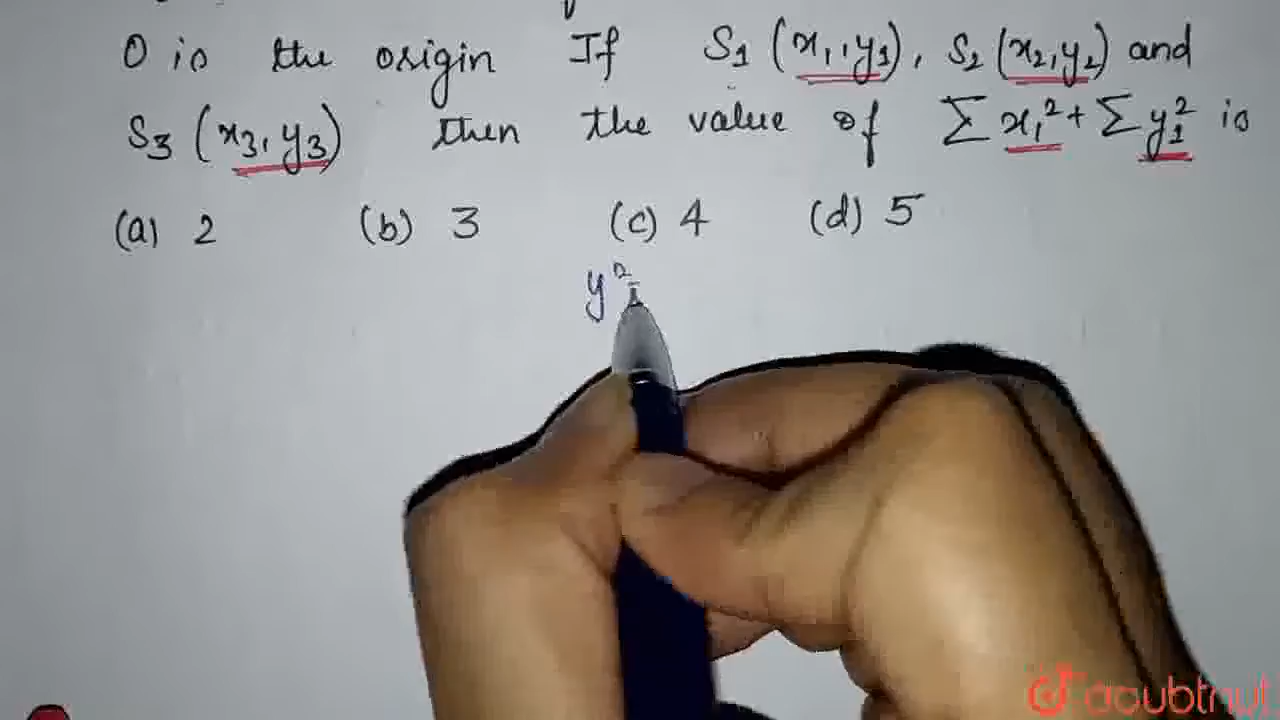 O is the origin If S1 (x1, y1), S2 (x2, y2) and
S3 (x3, y3) then the value of Σ x1² + Σ y1² is
(a) 2 (b) 3 (c) 4 (d) 5
y² =
doubtnut